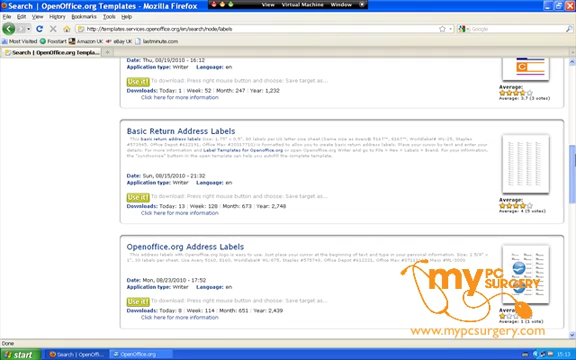 Search | OpenOffice.org Templates - Mozilla Firefox
View Virtual Machine Window
File Edit View History Bookmarks Tools Help
http://templates.services.openoffice.org/en/search/node/labels
Google
Most Visited Foxstart Amazon UK eBay UK lastminute.com
Search | OpenOffice.org Templa...
Date: Thu, 08/19/2010 - 16:12
Application type: Writer Language: en
Use it! To download: Press right mouse button and choose: Save target as...
Downloads: Today: 1 : Week: 52 : Month: 247 : Year: 1,232
Click here for more information
Average:
Average: 3.7 (3 votes)
Basic Return Address Labels
Date: Sun, 08/15/2010 - 21:32
Application type: Writer Language: en
Use it! To download: Press right mouse button and choose: Save target as...
Downloads: Today: 13 : Week: 128 : Month: 673 : Year: 2,748
Click here for more information
Average:
Openoffice.org Address Labels
Date: Mon, 08/23/2010 - 17:52
Application type: Writer Language: en
Use it! To download: Press right mouse button and choose: Save target as...
Downloads: Today: 8 : Week: 114 : Month: 651 : Year: 2,439
Click here for more information
my PC SURGERY
www.mypcsurgery.com
Done
start Search | OpenOffi... OpenOffice.org 15:15